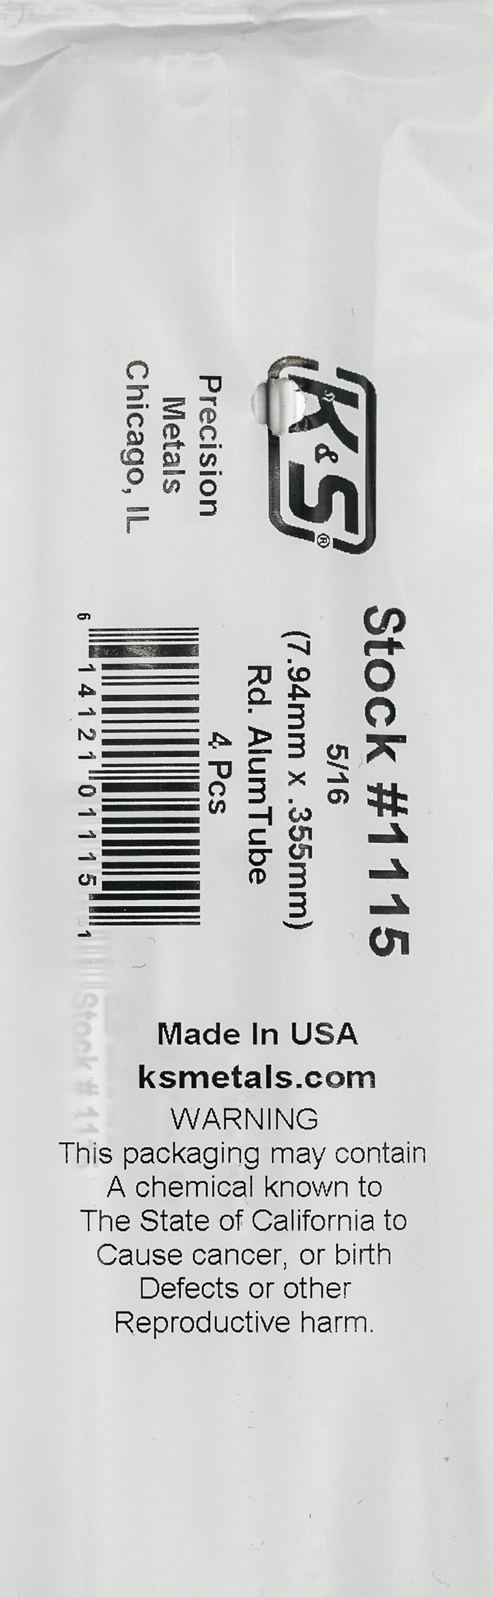 K&S®
Precision
Metals
Chicago, IL
Stock #1115
5/16
(7.94mm x .355mm)
Rd. AlumTube
4 Pcs
6 14121 01115 1
Made In USA
ksmetals.com
WARNING
This packaging may contain
A chemical known to
The State of California to
Cause cancer, or birth
Defects or other
Reproductive harm.
Stock # 11